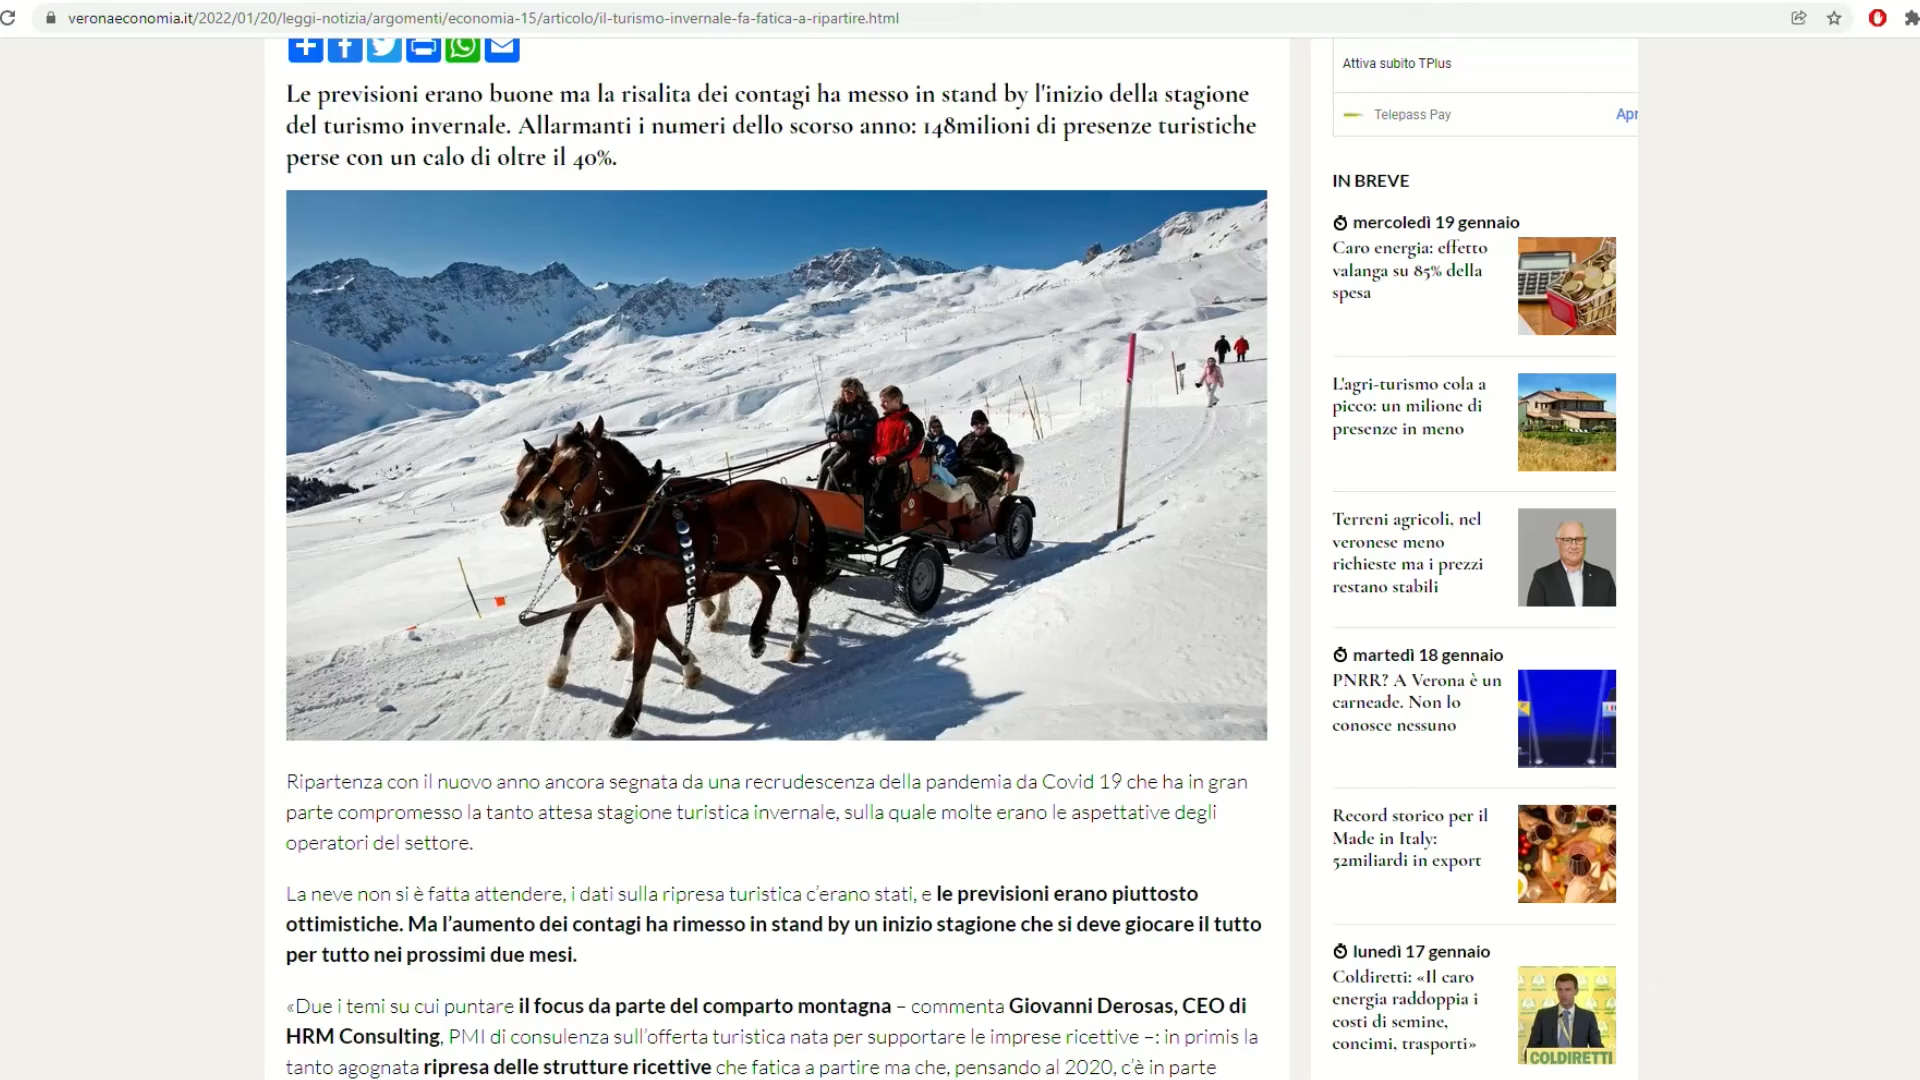 veronaeconomia.it/2022/01/20/leggi-notizia/argomenti/economia-15/articolo/il-turismo-invernale-fa-fatica-a-ripartire.html
Le previsioni erano buone ma la risalita dei contagi ha messo in stand by l'inizio della stagione
del turismo invernale. Allarmanti i numeri dello scorso anno: 148milioni di presenze turistiche
perse con un calo di oltre il 40%.
Ripartenza con il nuovo anno ancora segnata da una recrudescenza della pandemia da Covid 19 che ha in gran
parte compromesso la tanto attesa stagione turistica invernale, sulla quale molte erano le aspettative degli
operatori del settore.
La neve non si è fatta attendere, i dati sulla ripresa turistica c'erano stati, e le previsioni erano piuttosto
ottimistiche. Ma l'aumento dei contagi ha rimesso in stand by un inizio stagione che si deve giocare il tutto
per tutto nei prossimi due mesi.
«Due i temi su cui puntare il focus da parte del comparto montagna – commenta Giovanni Derosas, CEO di
HRM Consulting, PMI di consulenza sull'offerta turistica nata per supportare le imprese ricettive –: in primis la
tanto agognata ripresa delle strutture ricettive che fatica a partire ma che, pensando al 2020, c'è in parte
Attiva subito TPlus
Telepass Pay
Apr
IN BREVE
mercoledì 19 gennaio
Caro energia: effetto
valanga su 85% della
spesa
L'agri-turismo cola a
picco: un milione di
presenze in meno
Terreni agricoli, nel
veronese meno
richieste ma i prezzi
restano stabili
martedì 18 gennaio
PNRR? A Verona è un
carneade. Non lo
conosce nessuno
Record storico per il
Made in Italy:
52miliardi in export
lunedì 17 gennaio
Coldiretti: «Il caro
energia raddoppia i
costi di semine,
concimi, trasporti»
COLDIRETTI